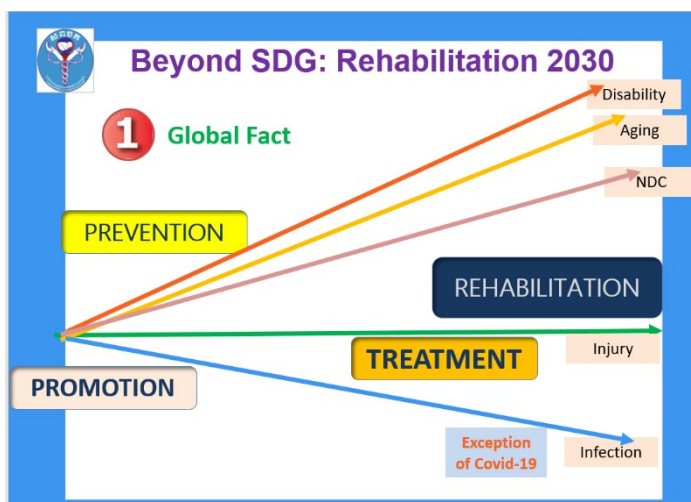 Beyond SDG: Rehabilitation 2030
1 Global Fact
Disability
Aging
NDC
PREVENTION
REHABILITATION
TREATMENT
Injury
PROMOTION
Exception
of Covid-19
Infection